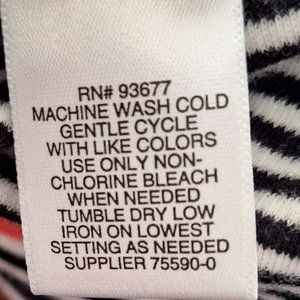 RN# 93677
MACHINE WASH COLD
GENTLE CYCLE
WITH LIKE COLORS
USE ONLY NON-
CHLORINE BLEACH
WHEN NEEDED
TUMBLE DRY LOW
IRON ON LOWEST
SETTING AS NEEDED
SUPPLIER 75590-0